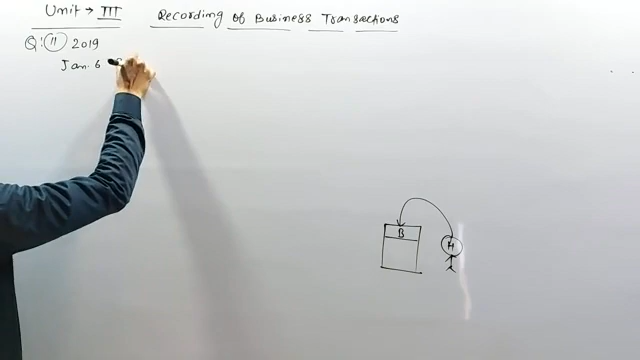 Unit → III Recording of Business Transactions
Q: 11 2019
Jan. 6
B
H